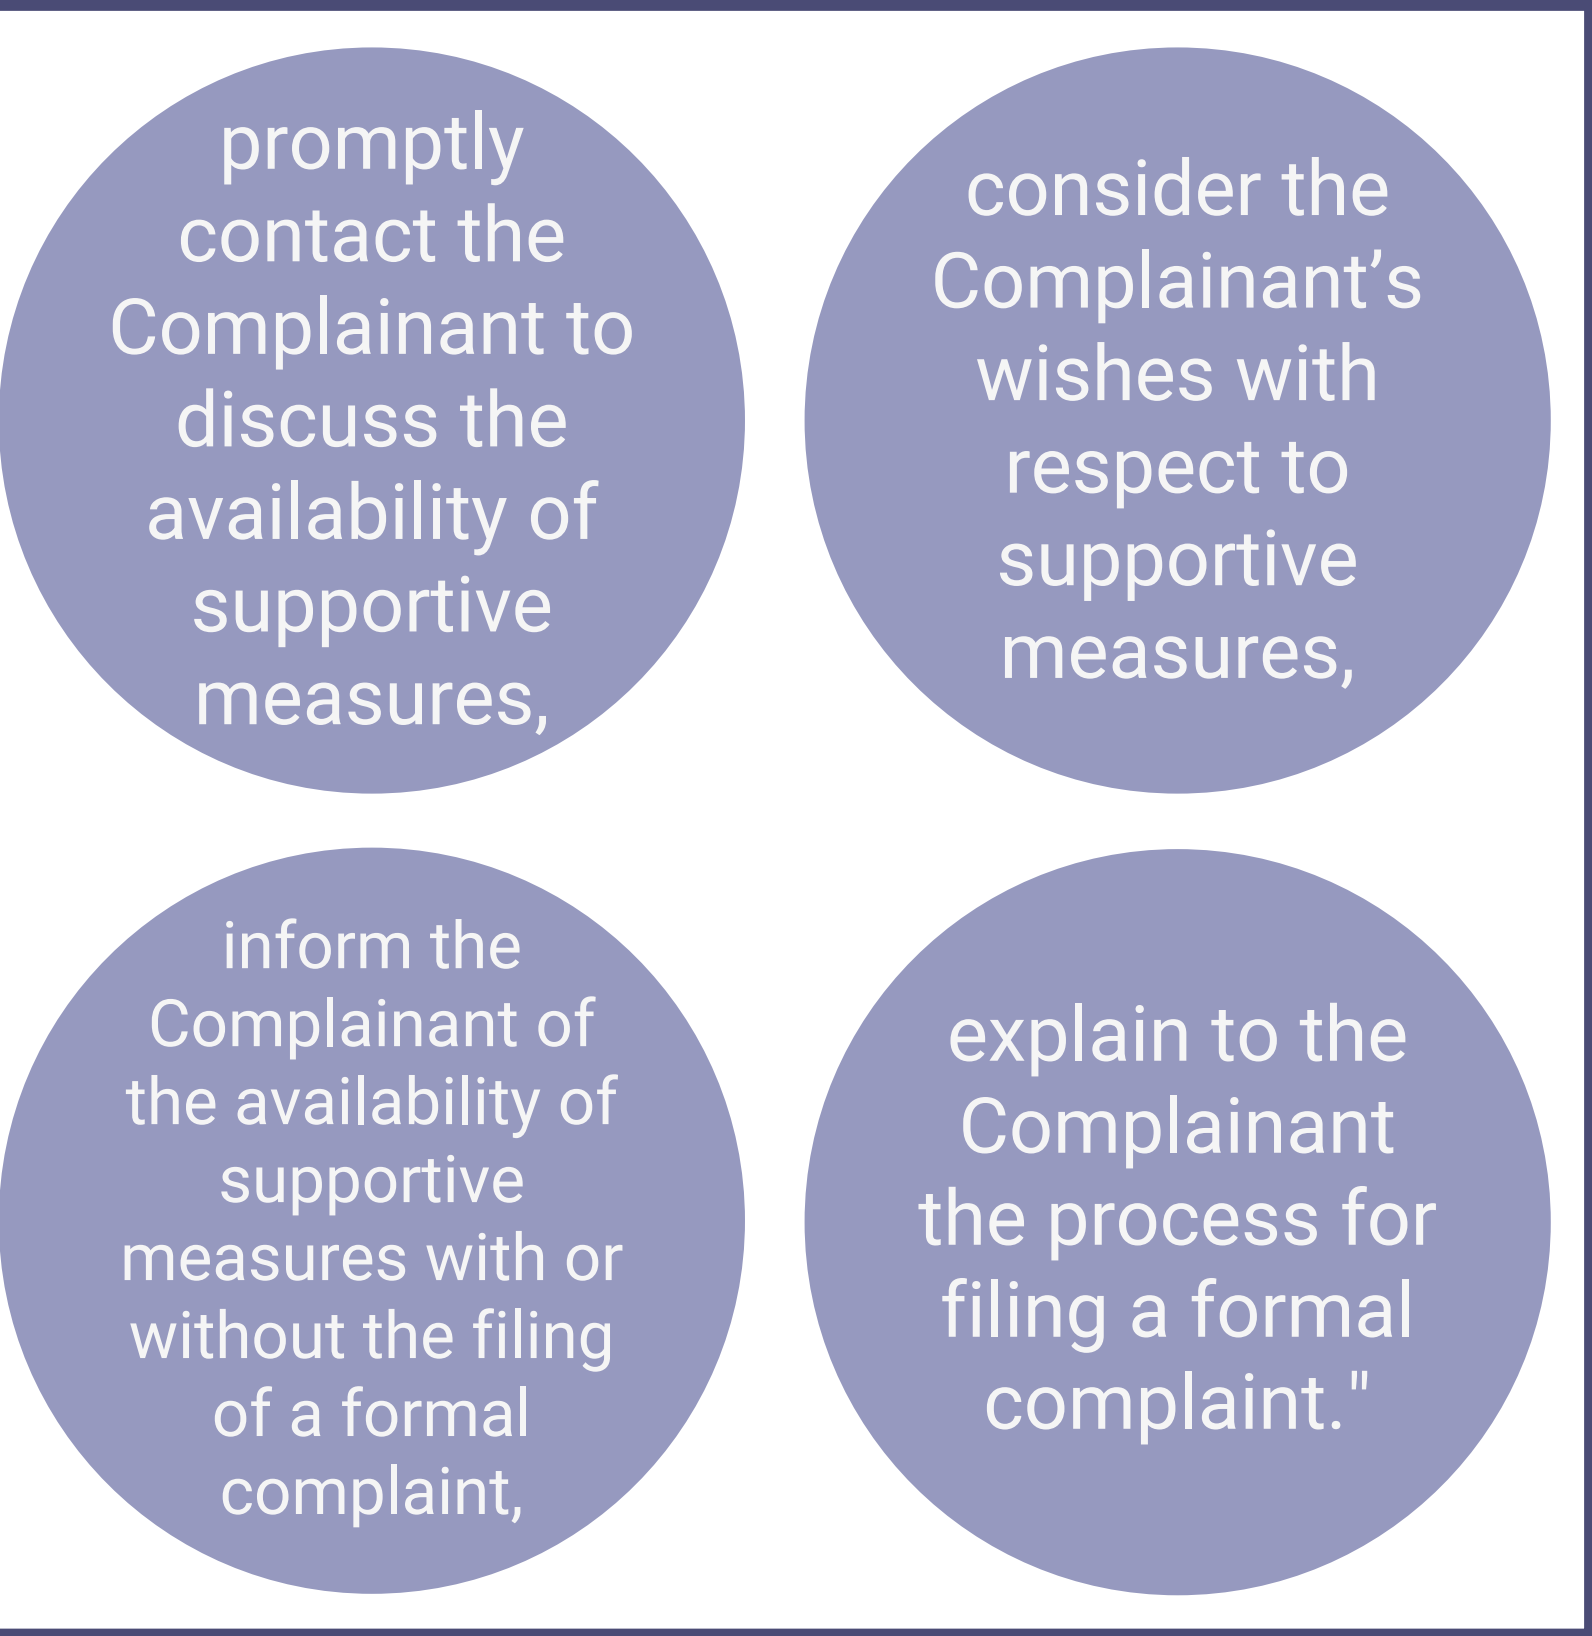 promptly
contact the
Complainant to
discuss the
availability of
supportive
measures,
consider the
Complainant’s
wishes with
respect to
supportive
measures,
inform the
Complainant of
the availability of
supportive
measures with or
without the filing
of a formal
complaint,
explain to the
Complainant
the process for
filing a formal
complaint."